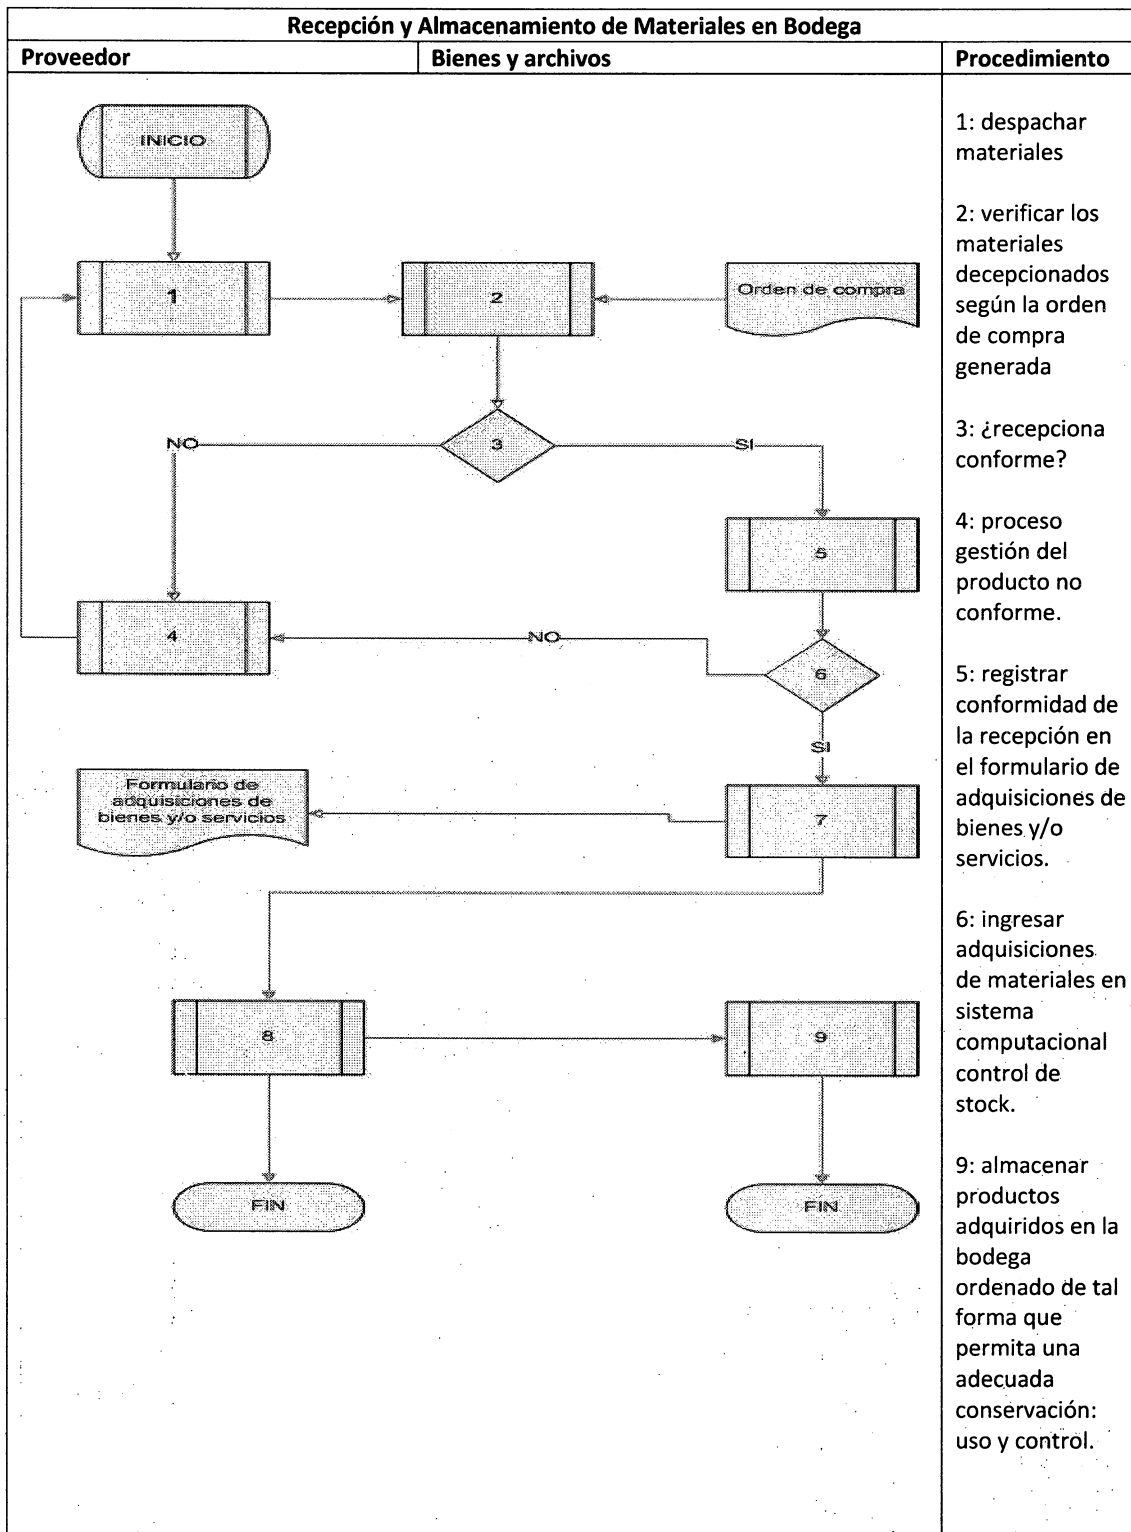 Recepción y Almacenamiento de Materiales en Bodega
Proveedor
Bienes y archivos
Procedimiento
INICIO
1
2
Orden de compra
NO
3
SI
5
4
NO
6
SI
Formulario de
adquisiciones de
bienes y/o servicios
7
8
9
FIN
FIN
1: despachar
materiales
2: verificar los
materiales
decepcionados
según la orden
de compra
generada
3: ¿recepciona
conforme?
4: proceso
gestión del
producto no
conforme.
5: registrar
conformidad de
la recepción en
el formulario de
adquisiciones de
bienes y/o
servicios.
6: ingresar
adquisiciones
de materiales en
sistema
computacional
control de
stock.
9: almacenar
productos
adquiridos en la
bodega
ordenado de tal
forma que
permita una
adecuada
conservación:
uso y control.